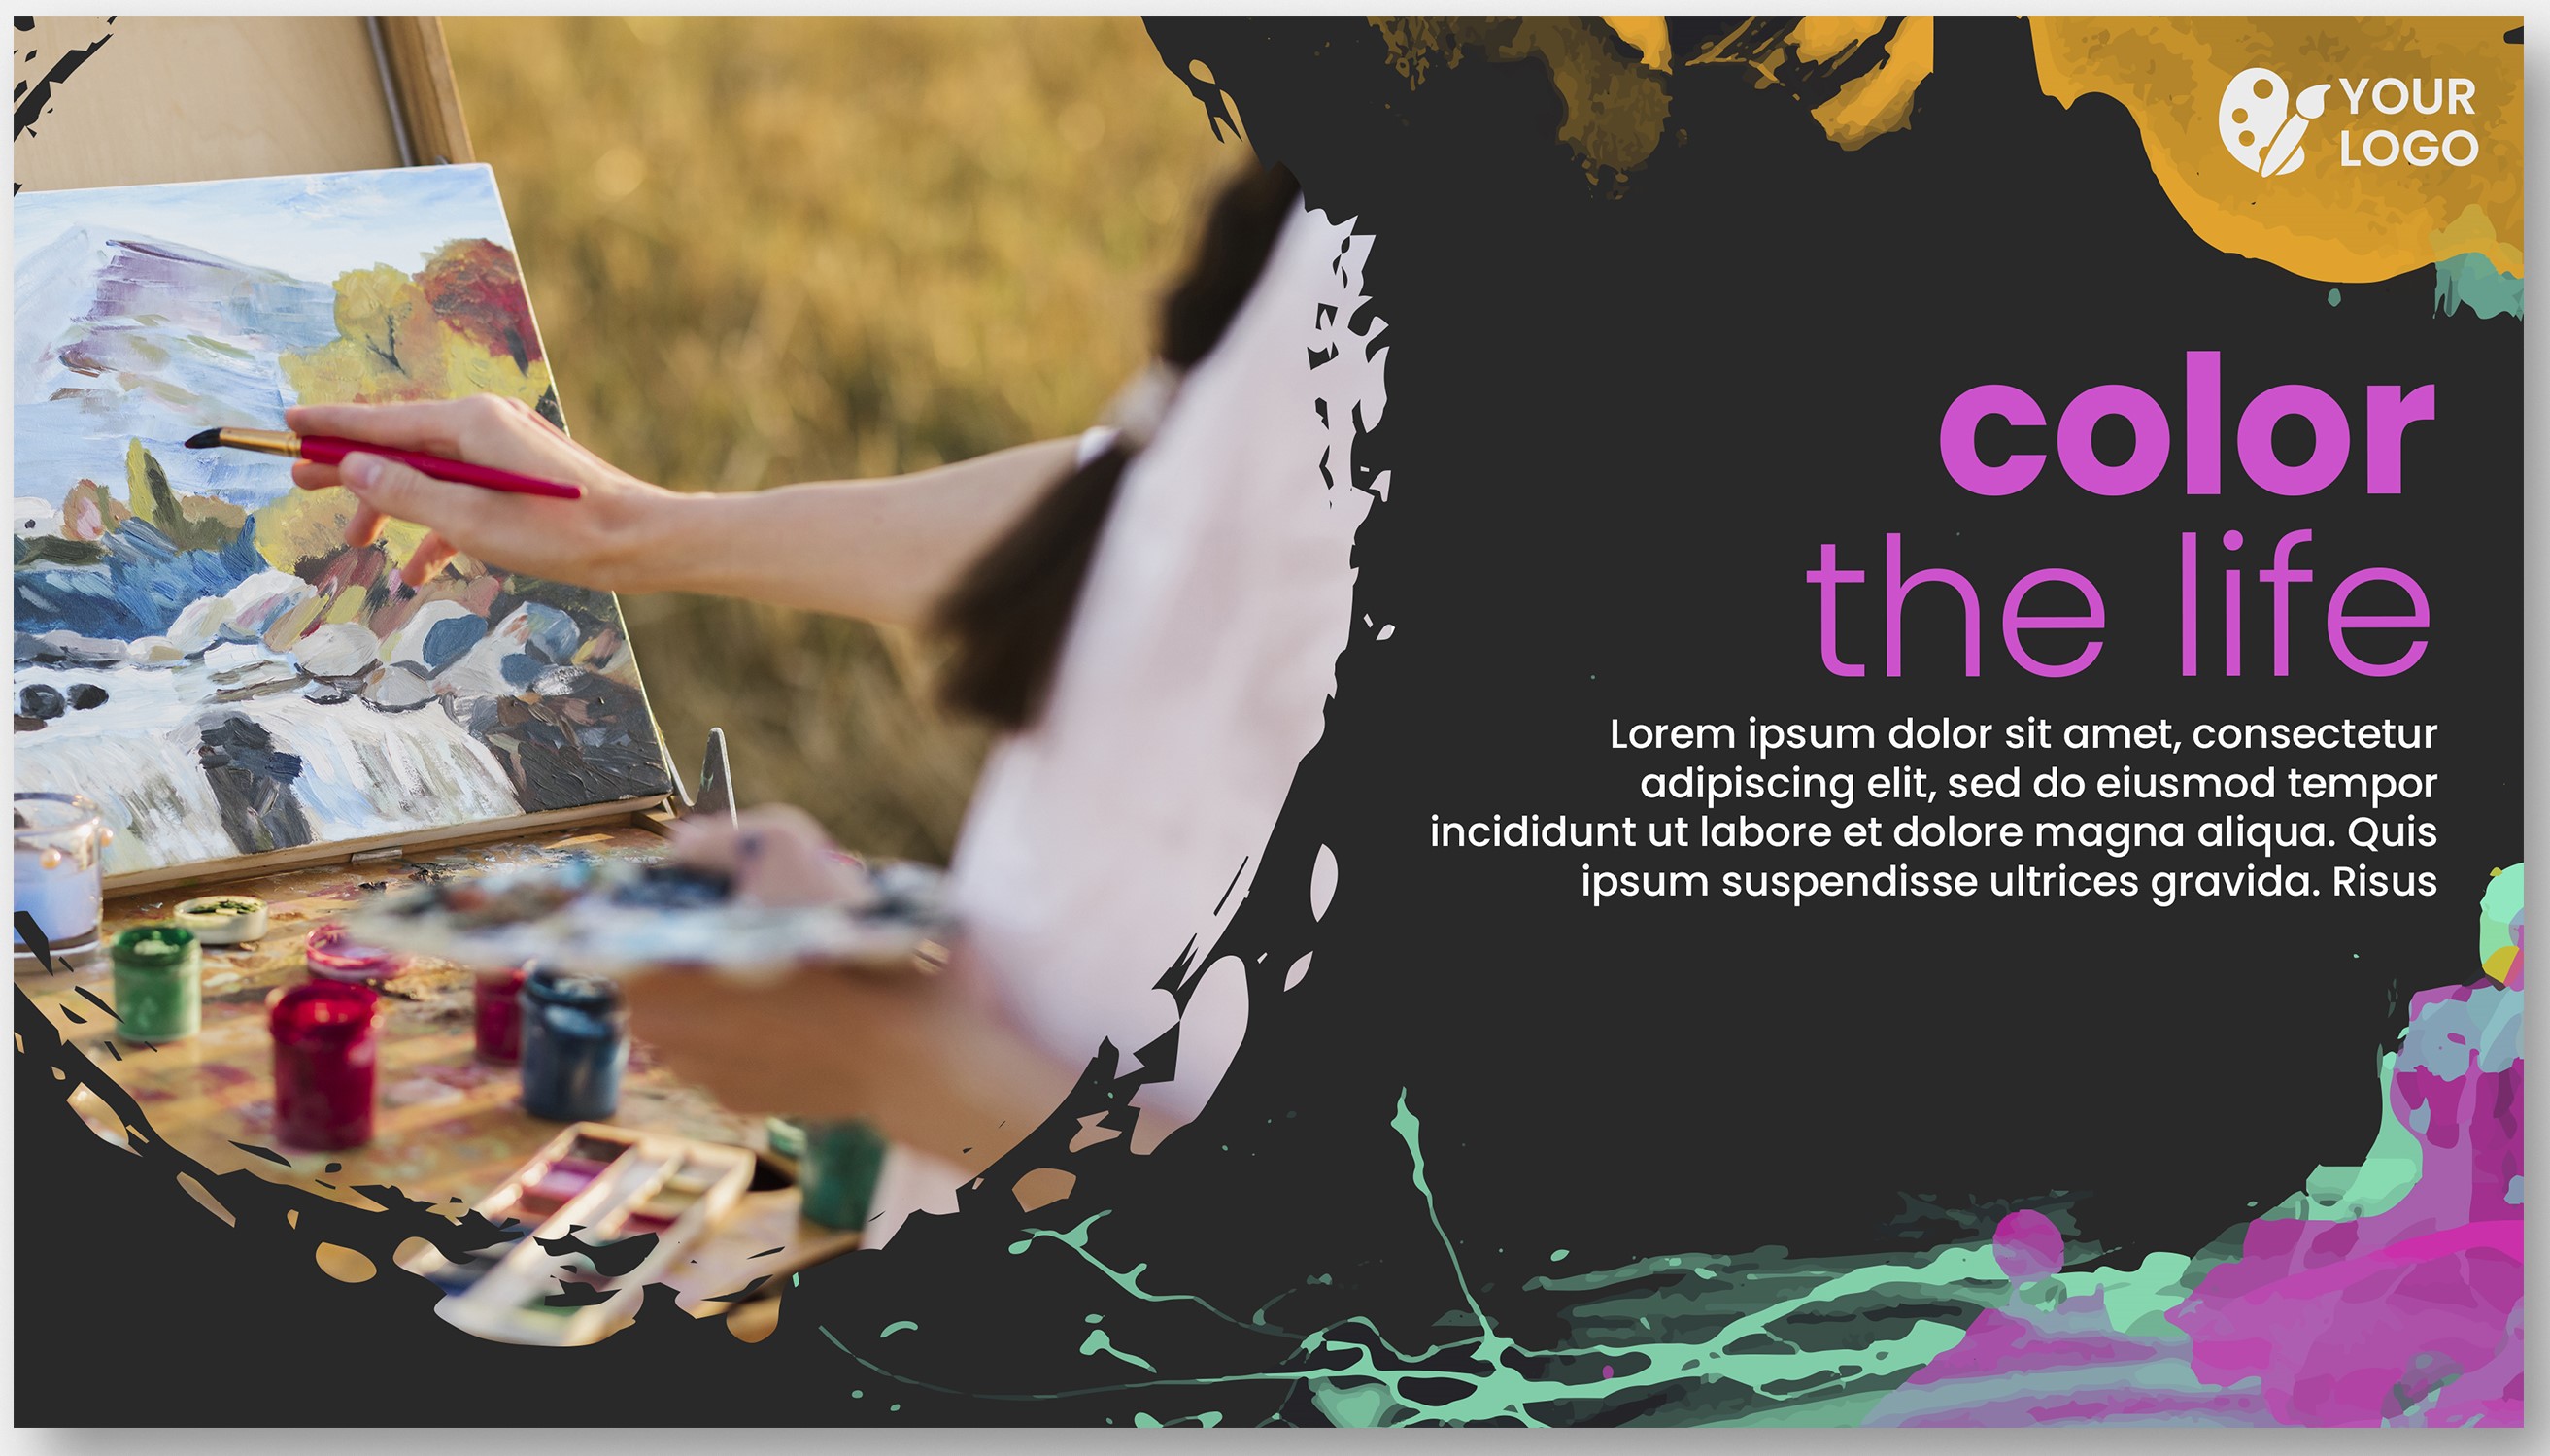 YOUR
LOGO
color
the life
Lorem ipsum dolor sit amet, consectetur
adipiscing elit, sed do eiusmod tempor
incididunt ut labore et dolore magna aliqua. Quis
ipsum suspendisse ultrices gravida. Risus